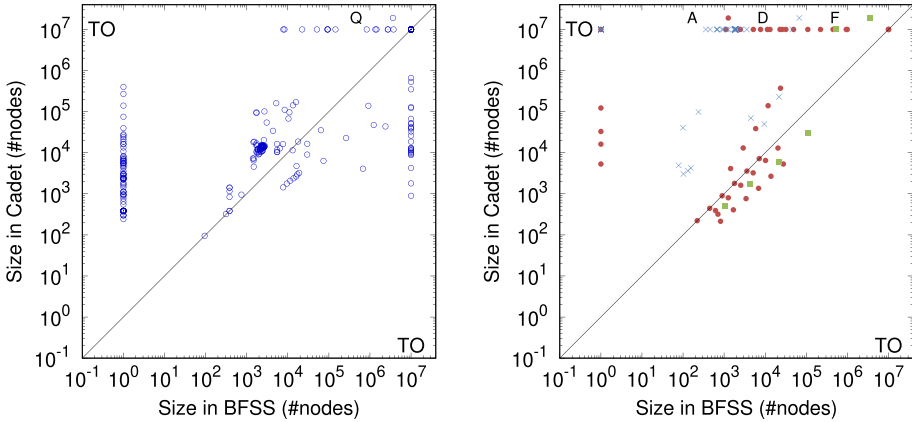 10^7
10^6
10^5
10^4
10^3
10^2
10^1
10^0
10^-1
TO
Q
TO
10^-1 10^0 10^1 10^2 10^3 10^4 10^5 10^6 10^7
Size in BFSS (#nodes)
Size in Cadet (#nodes)
10^7
10^6
10^5
10^4
10^3
10^2
10^1
10^0
10^-1
TO
A D F
TO
10^-1 10^0 10^1 10^2 10^3 10^4 10^5 10^6 10^7
Size in BFSS (#nodes)
Size in Cadet (#nodes)